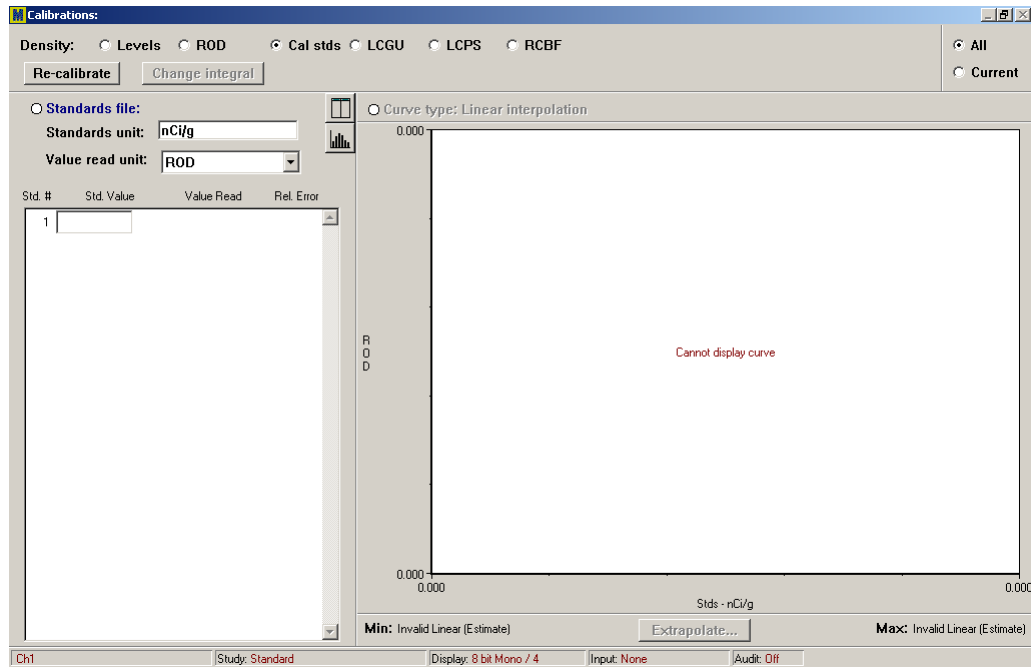 M Calibrations:
Density: Levels ROD Cal stds LCGU LCPS RCBF All
Re-calibrate Change integral Current
Standards file:
Standards unit: nCi/g
Value read unit: ROD
Std. # Std. Value Value Read Rel. Error
1
Curve type: Linear interpolation
0.000
ROD
Cannot display curve
0.000
0.000 0.000
Stds - nCi/g
Min: Invalid Linear (Estimate) Extrapolate... Max: Invalid Linear (Estimate)
Ch1 Study: Standard Display: 8 bit Mono / 4 Input: None Audit: Off